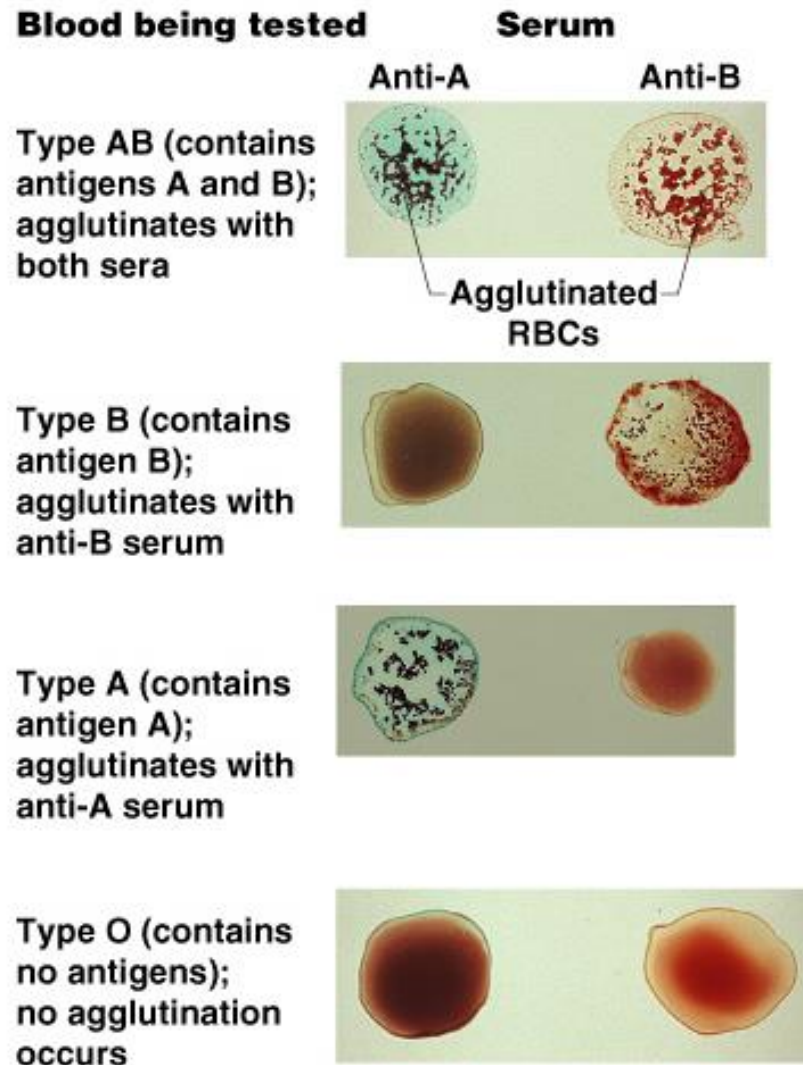 Blood being tested
Serum
Anti-A
Anti-B
Type AB (contains
antigens A and B);
agglutinates with
both sera
Agglutinated
RBCs
Type B (contains
antigen B);
agglutinates with
anti-B serum
Type A (contains
antigen A);
agglutinates with
anti-A serum
Type O (contains
no antigens);
no agglutination
occurs